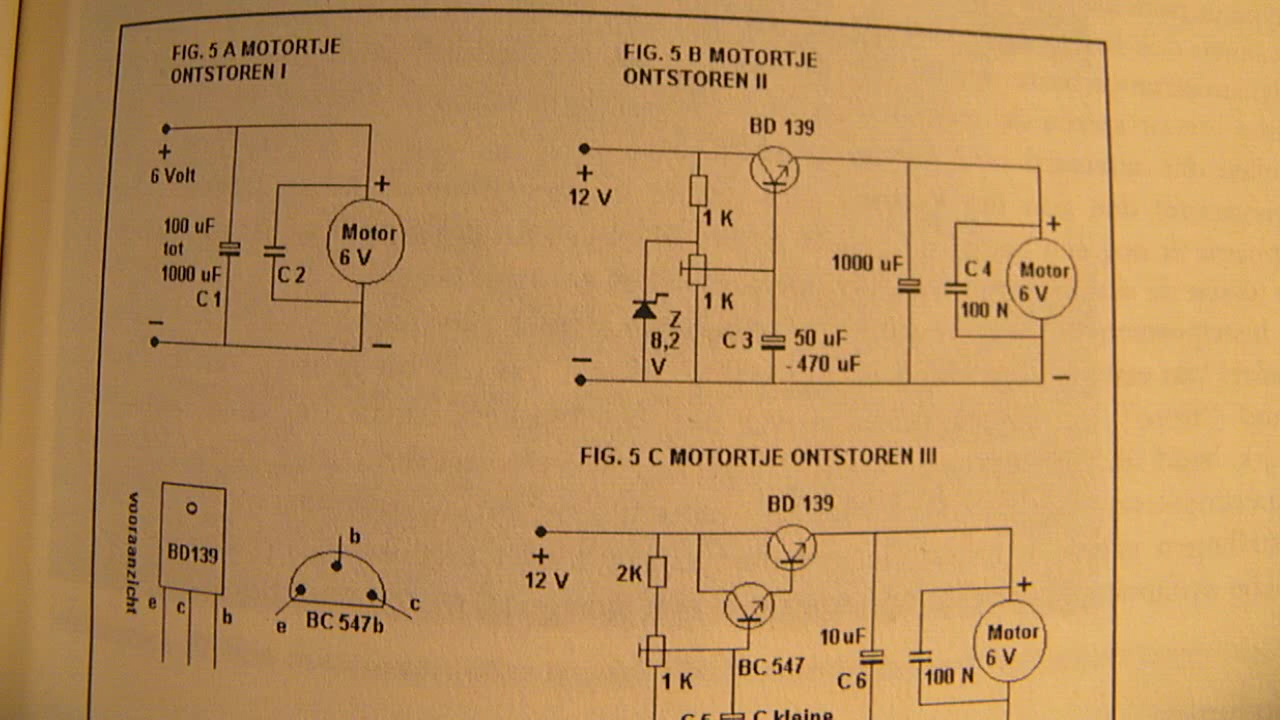 FIG. 5 A MOTORTJE
ONTSTOREN I
+
6 Volt
100 uF
tot
1000 uF
C 1
C 2
+
Motor
6 V
−
−
FIG. 5 B MOTORTJE
ONTSTOREN II
BD 139
+
12 V
1 K
1 K
Z
8,2
V
C 3
50 uF
- 470 uF
1000 uF
C 4
100 N
+
Motor
6 V
−
−
vooraanzicht
BD139
e
c
b
b
e
c
BC 547b
FIG. 5 C MOTORTJE ONTSTOREN III
BD 139
+
12 V
2K
1 K
BC 547
10 uF
C 6
100 N
+
Motor
6 V
C 5
C kleine